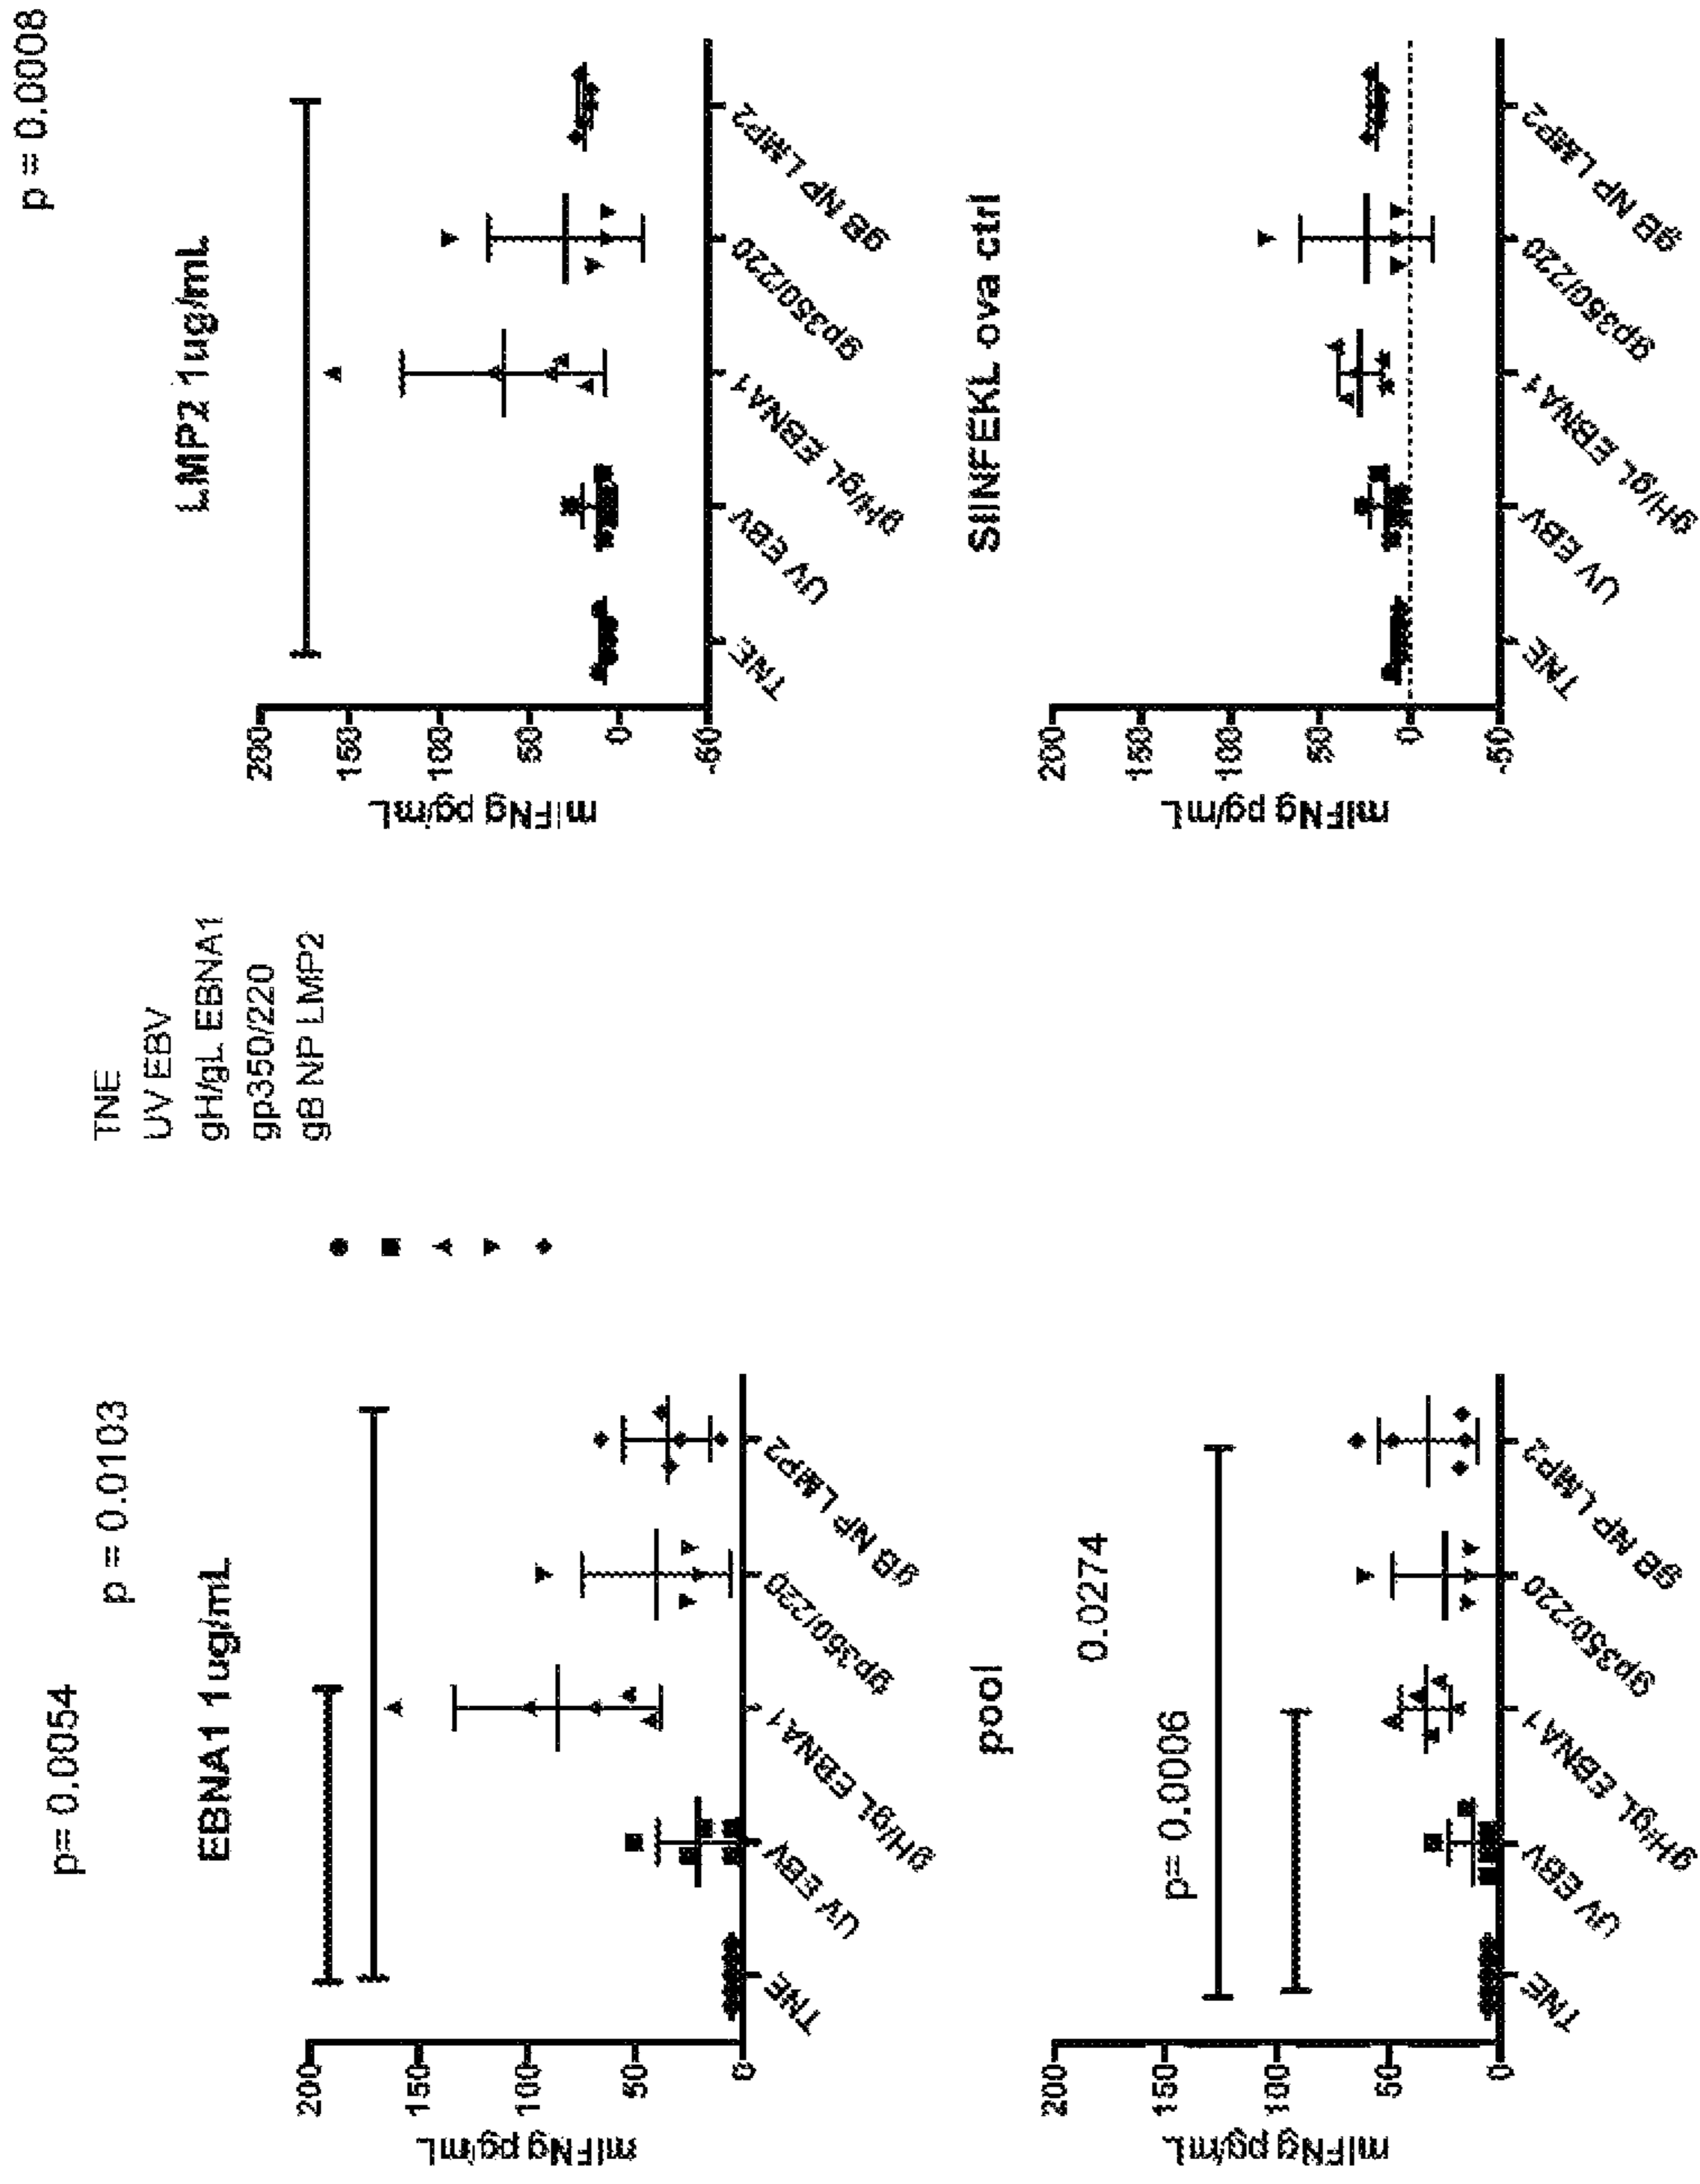 p= 0.0054
p = 0.0103
EBNA1 1ug/mL
mIFNg pg/mL
200
150
100
50
0
TNE
UV EBV
gH/gL EBNA1
gp350/220
gB NP LMP2
TNE
UV EBV
gH/gL EBNA1
gp350/220
gB NP LMP2
p = 0.0008
LMP2 1ug/mL
mIFNg pg/mL
200
150
100
50
0
-50
TNE
UV EBV
gH/gL EBNA1
gp350/220
gB NP LMP2
pool
p= 0.0006
0.0274
mIFNg pg/mL
200
150
100
50
0
TNE
UV EBV
gH/gL EBNA1
gp350/220
gB NP LMP2
SIINFEKL ova ctrl
mIFNg pg/mL
200
150
100
50
0
-50
TNE
UV EBV
gH/gL EBNA1
gp350/220
gB NP LMP2